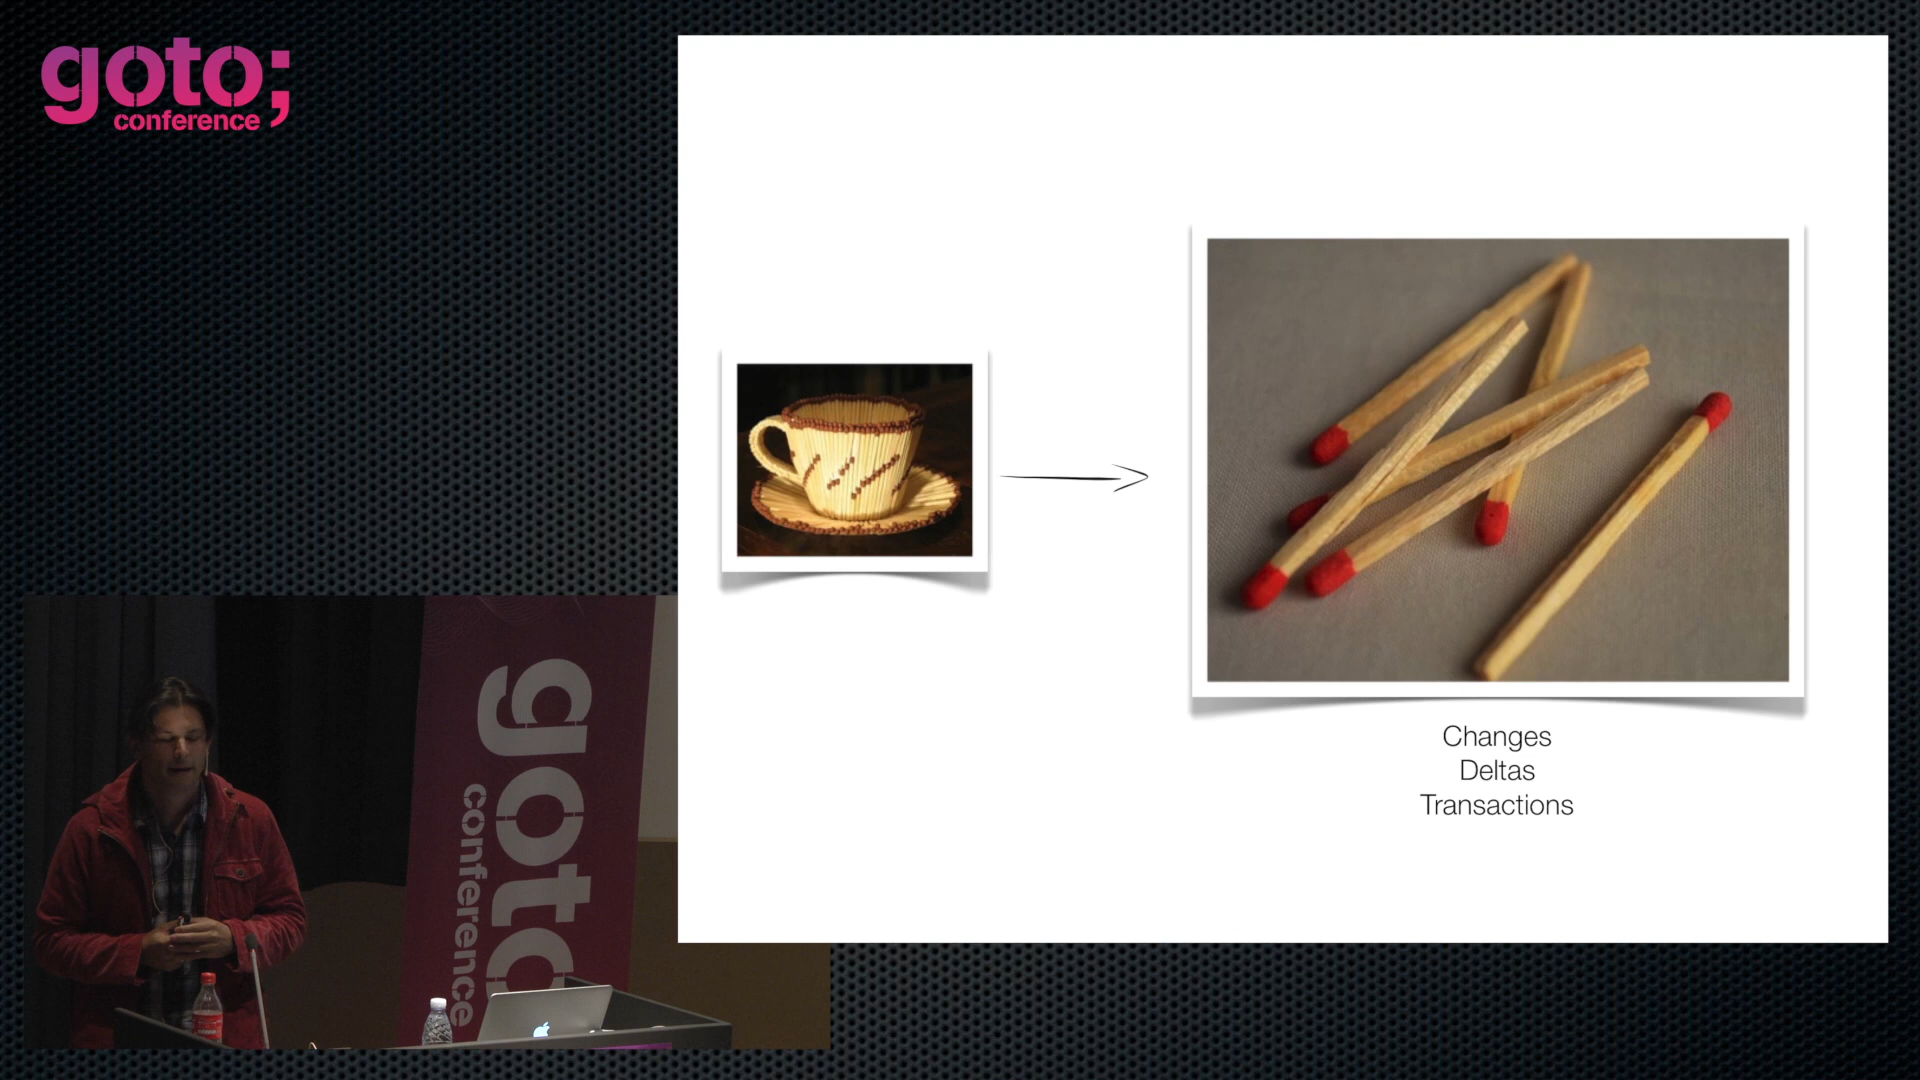 goto;
conference
Changes
Deltas
Transactions
goto
conference